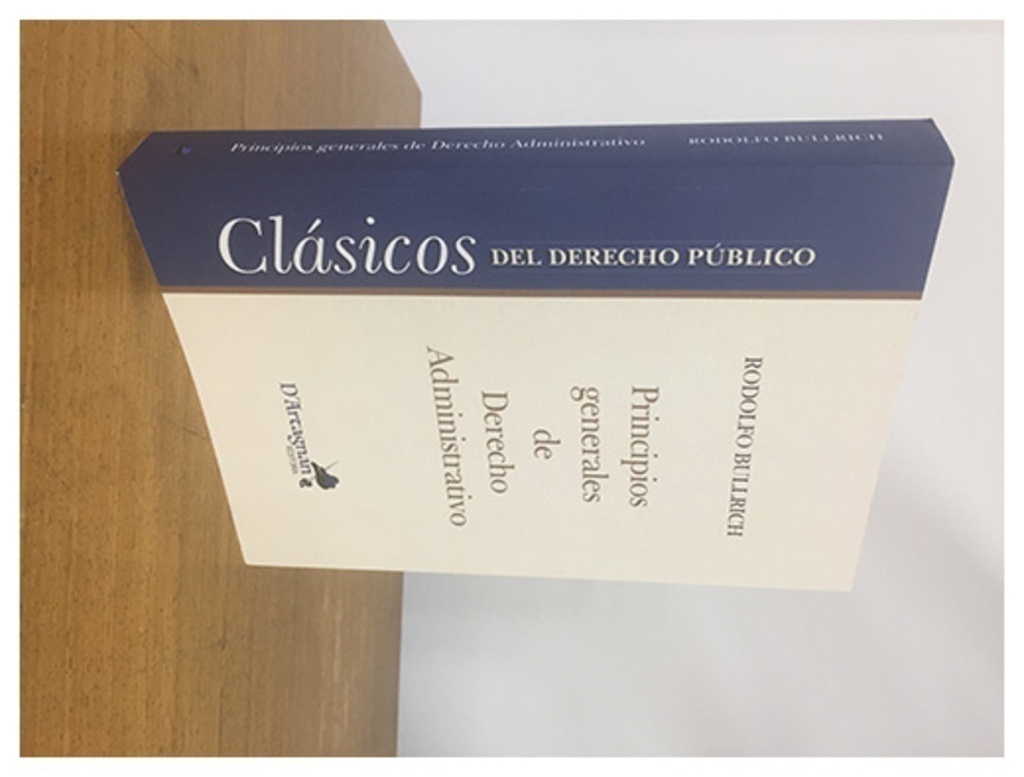 Principios generales de Derecho Administrativo RODOLFO BULLRICH
Clásicos DEL DERECHO PÚBLICO
RODOLFO BULLRICH
Principios
generales
de
Derecho
Administrativo
D'Artagnan
EDITORES